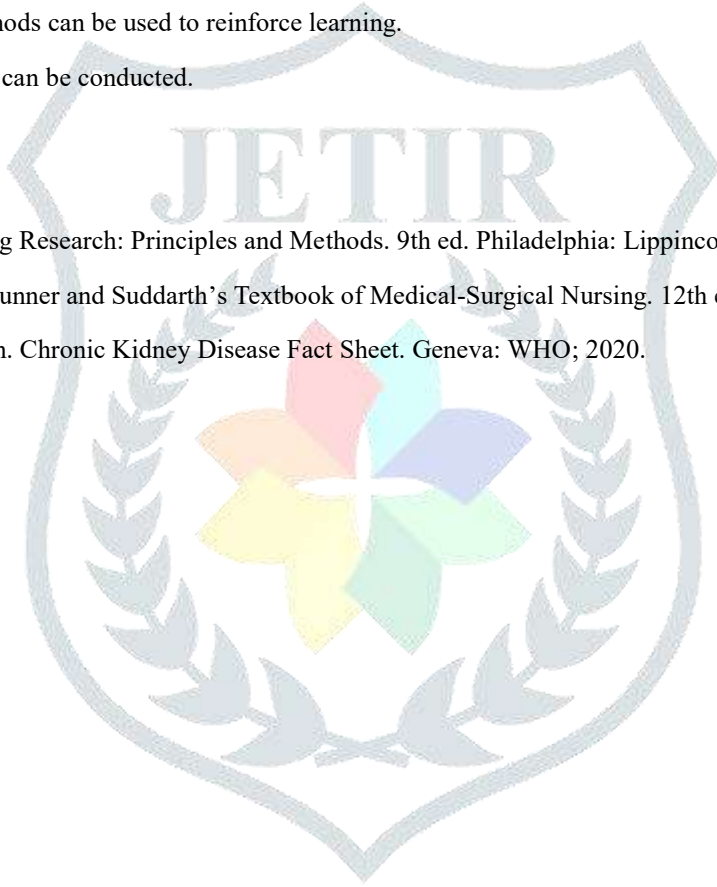 ods can be used to reinforce learning.
can be conducted.
JETIR
g Research: Principles and Methods. 9th ed. Philadelphia: Lippinco
unner and Suddarth’s Textbook of Medical-Surgical Nursing. 12th
n. Chronic Kidney Disease Fact Sheet. Geneva: WHO; 2020.